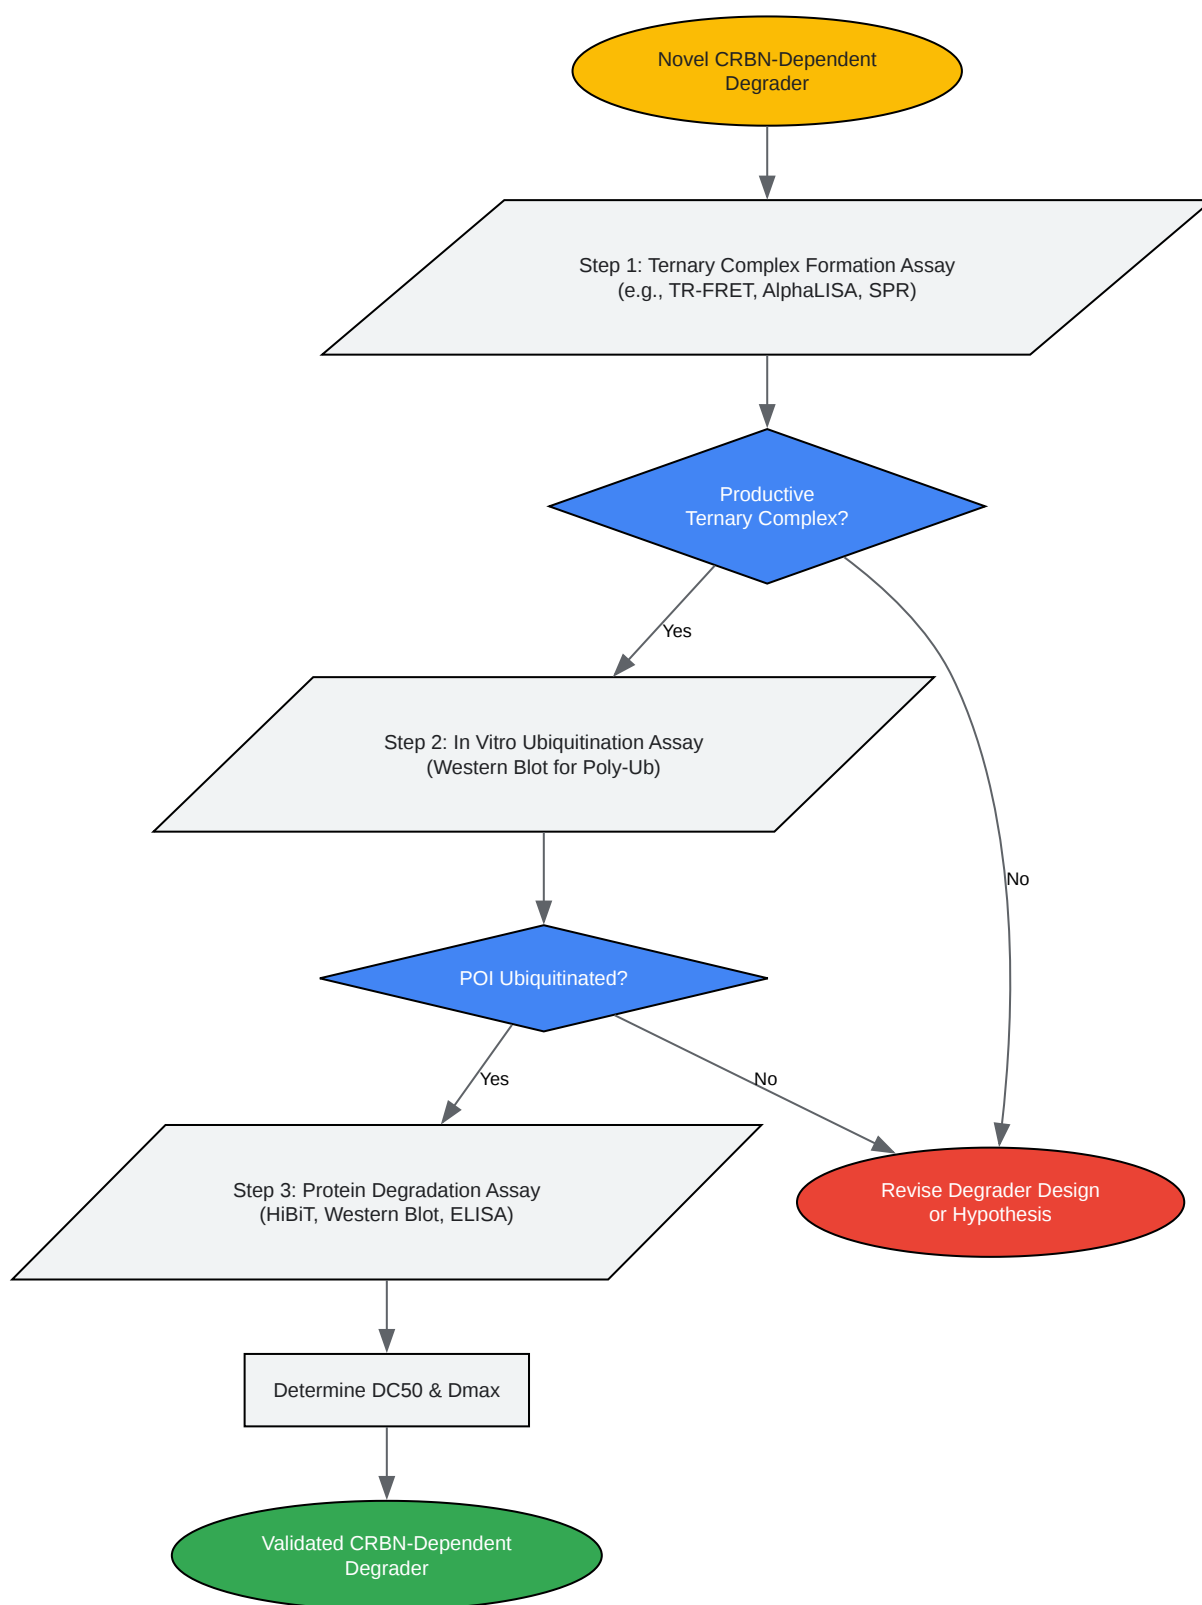 Novel CRBN-Dependent
Degrader
Step 1: Ternary Complex Formation Assay
(e.g., TR-FRET, AlphaLISA, SPR)
Productive
Ternary Complex?
Yes
Step 2: In Vitro Ubiquitination Assay
(Western Blot for Poly-Ub)
No
POI Ubiquitinated?
Yes
No
Step 3: Protein Degradation Assay
(HiBiT, Western Blot, ELISA)
Revise Degrader Design
or Hypothesis
Determine DC50 & Dmax
Validated CRBN-Dependent
Degrader